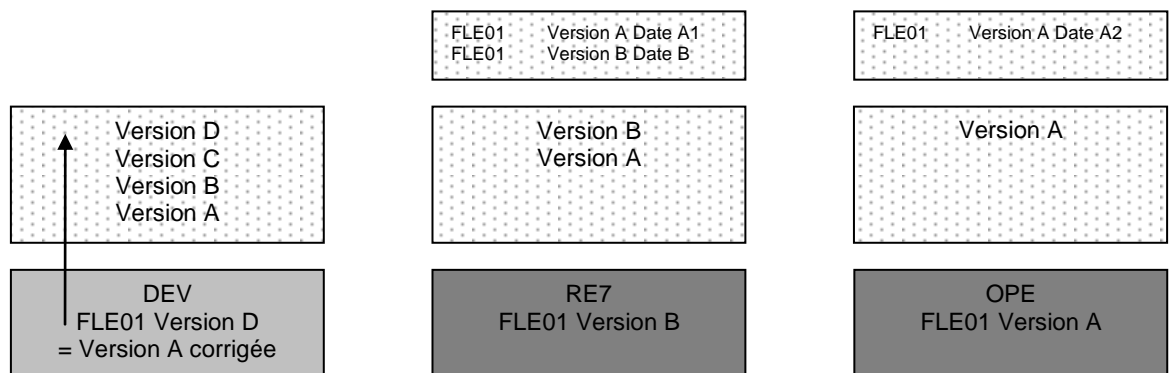 FLE01 Version A Date A1
FLE01 Version B Date B
FLE01 Version A Date A2
Version D
Version C
Version B
Version A
Version B
Version A
Version A
DEV
FLE01 Version D
= Version A corrigée
RE7
FLE01 Version B
OPE
FLE01 Version A